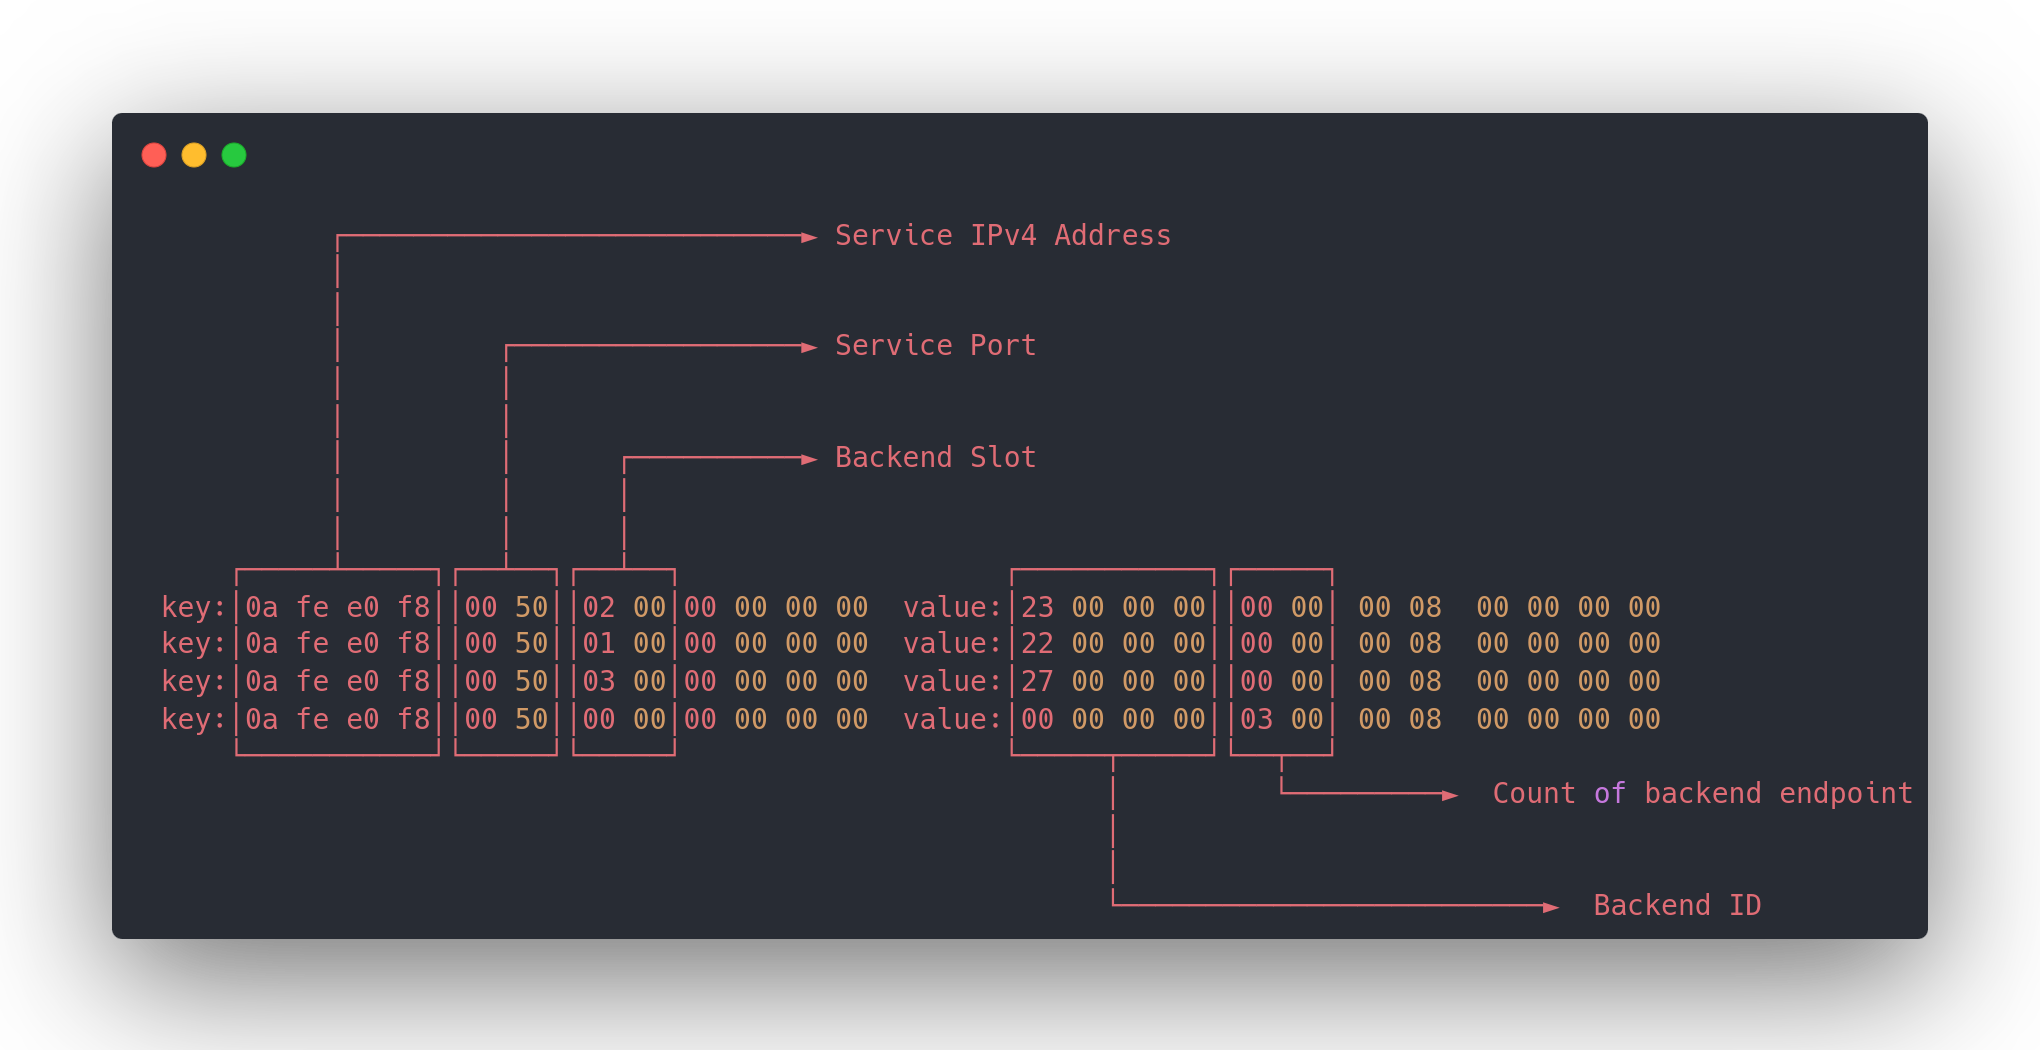 Service IPv4 Address
Service Port
Backend Slot
key: 0a fe e0 f8 00 50 02 00 00 00 00 00 value: 23 00 00 00 00 00 00 08 00 00 00 00
key: 0a fe e0 f8 00 50 01 00 00 00 00 00 value: 22 00 00 00 00 00 00 08 00 00 00 00
key: 0a fe e0 f8 00 50 03 00 00 00 00 00 value: 27 00 00 00 00 00 00 08 00 00 00 00
key: 0a fe e0 f8 00 50 00 00 00 00 00 00 value: 00 00 00 00 03 00 00 08 00 00 00 00
Count of backend endpoint
Backend ID